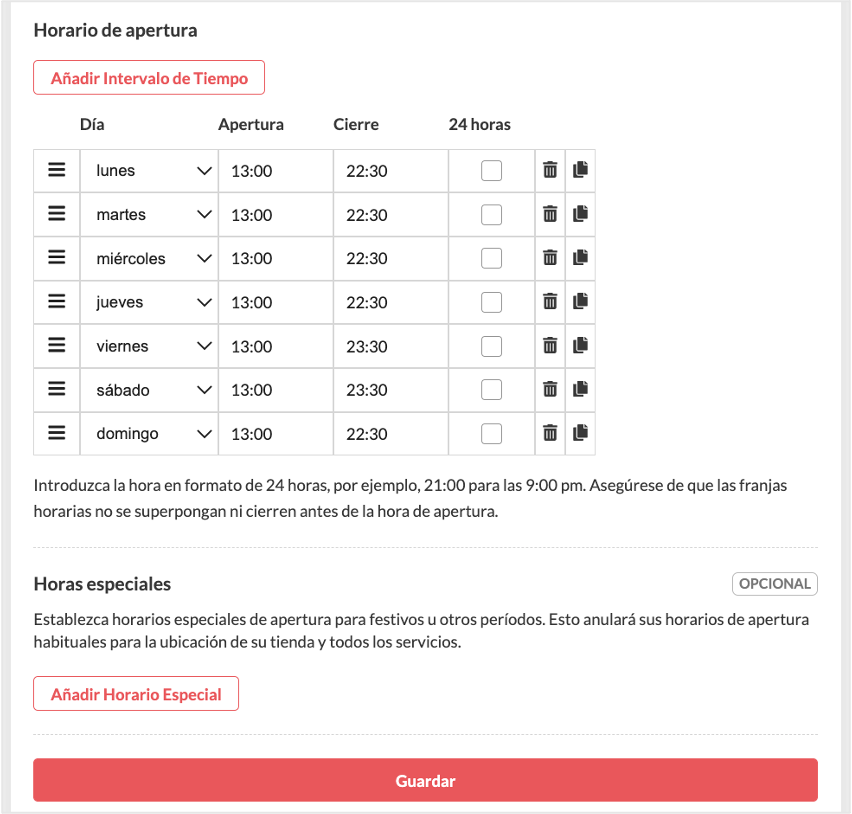 Horario de apertura
Añadir Intervalo de Tiempo
Día Apertura Cierre 24 horas
lunes 13:00 22:30
martes 13:00 22:30
miércoles 13:00 22:30
jueves 13:00 22:30
viernes 13:00 23:30
sábado 13:00 23:30
domingo 13:00 22:30
Introduzca la hora en formato de 24 horas, por ejemplo, 21:00 para las 9:00 pm. Asegúrese de que las franjas
horarias no se superpongan ni cierren antes de la hora de apertura.
Horas especiales OPCIONAL
Establezca horarios especiales de apertura para festivos u otros períodos. Esto anulará sus horarios de apertura
habituales para la ubicación de su tienda y todos los servicios.
Añadir Horario Especial
Guardar